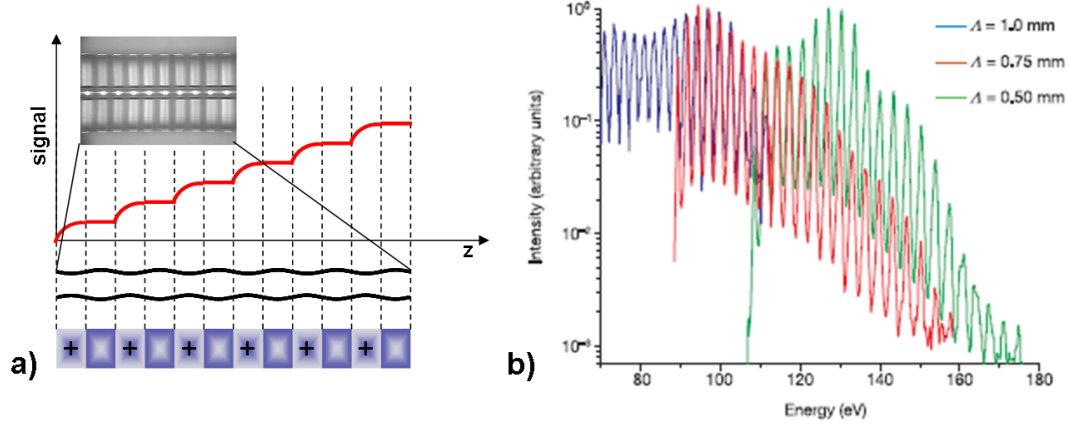 a)
signal
z
+ + + + + +
b)
Intensity (arbitrary units)
10⁰
10⁻¹
10⁻²
10⁻³
Λ = 1.0 mm
Λ = 0.75 mm
Λ = 0.50 mm
80 100 120 140 160 180
Energy (eV)